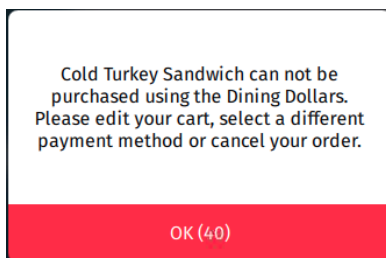 Cold Turkey Sandwich can not be
purchased using the Dining Dollars.
Please edit your cart, select a different
payment method or cancel your order.
OK (40)